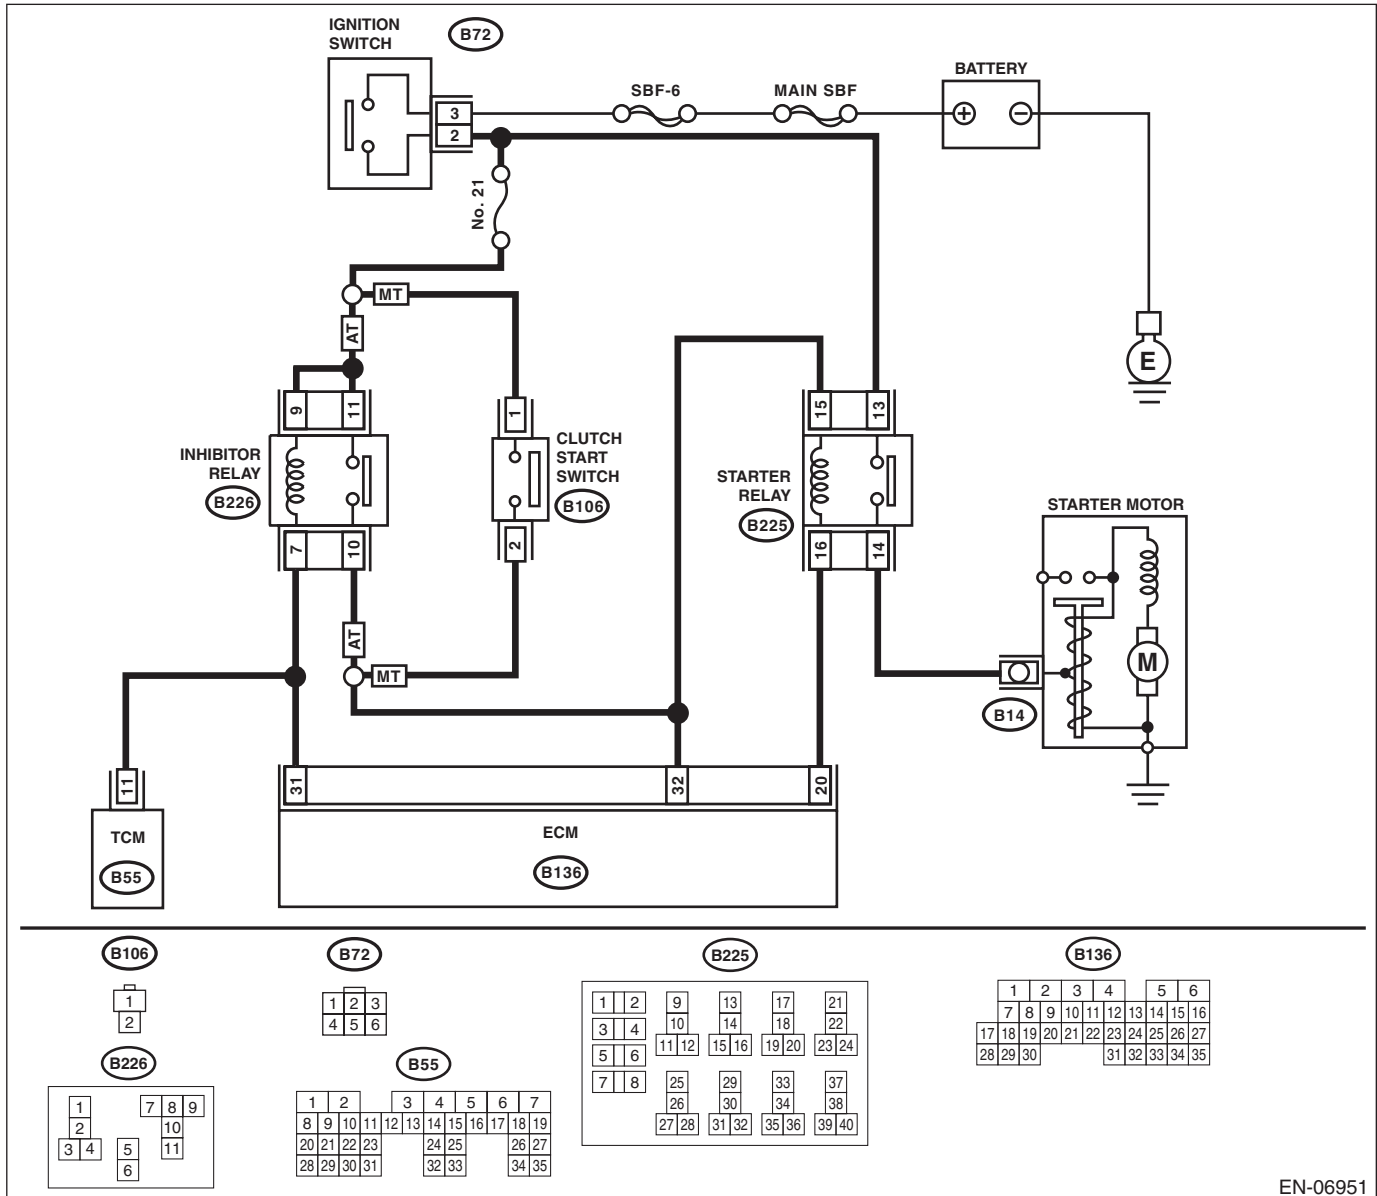 IGNITION
SWITCH
B72
3
2
SBF-6
MAIN SBF
BATTERY
+
−
No. 21
MT
AT
E
9
11
15
13
1
INHIBITOR
RELAY
B226
CLUTCH
START
SWITCH
B106
STARTER
RELAY
B225
7
10
2
16
14
STARTER MOTOR
M
AT
MT
B14
11
TCM
B55
31
32
20
ECM
B136
B106
1
2
B72
1 2 3
4 5 6
B225
1 2
3 4
5 6
7 8
9
10
11 12
13
14
15 16
17
18
19 20
21
22
23 24
25
26
27 28
29
30
31 32
33
34
35 36
37
38
39 40
B136
1 2 3 4 5 6
7 8 9 10 11 12 13 14 15 16
17 18 19 20 21 22 23 24 25 26 27
28 29 30 31 32 33 34 35
B226
1
2
3 4
5
6
7 8 9
10
11
B55
1 2 3 4 5 6 7
8 9 10 11 12 13 14 15 16 17 18 19
20 21 22 23 24 25 26 27
28 29 30 31 32 33 34 35
EN-06951